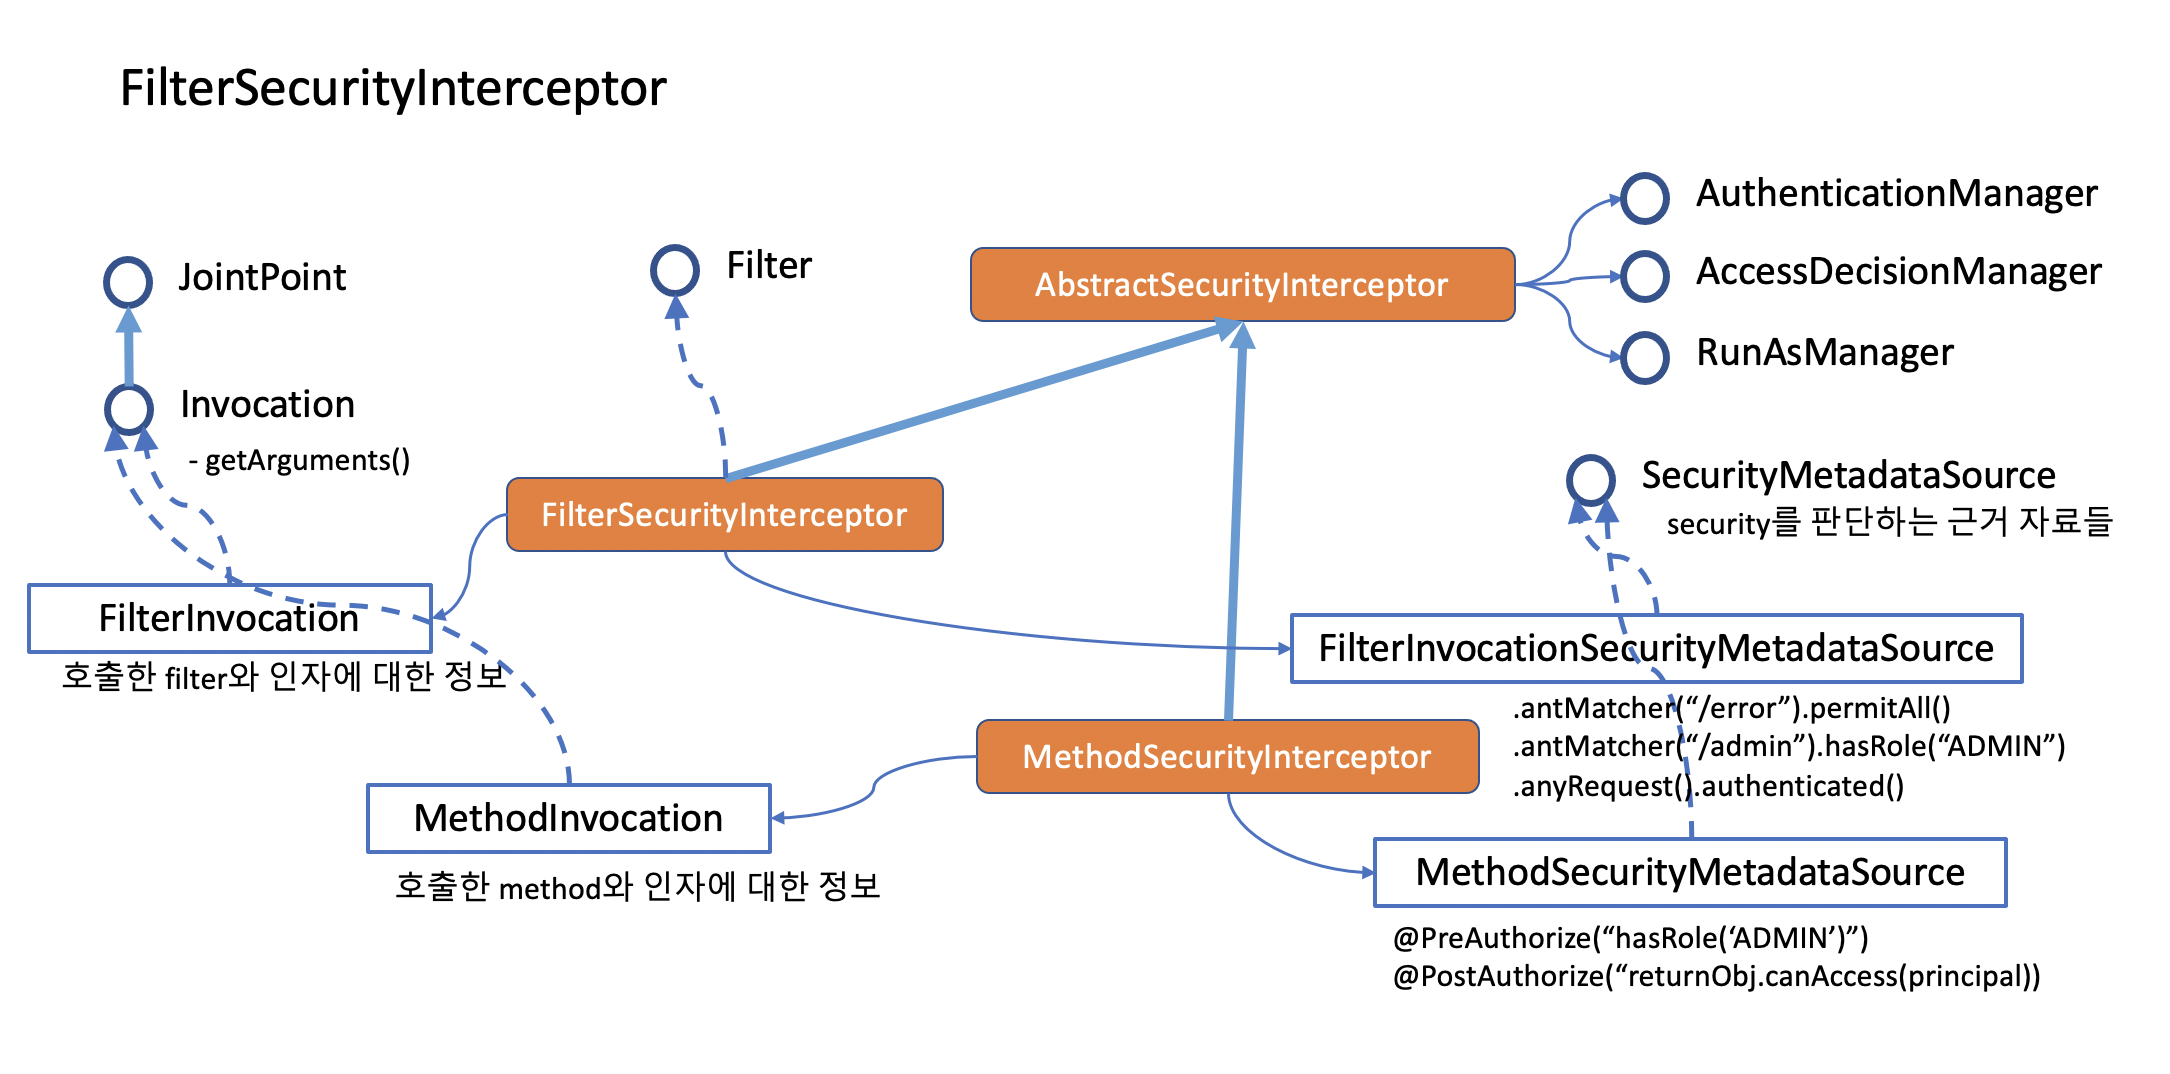 FilterSecurityInterceptor
AuthenticationManager
AccessDecisionManager
RunAsManager
JointPoint
Filter
AbstractSecurityInterceptor
Invocation
- getArguments()
SecurityMetadataSource
security를 판단하는 근거 자료들
FilterSecurityInterceptor
FilterInvocation
호출한 filter와 인자에 대한 정보
FilterInvocationSecurityMetadataSource
.antMatcher(“/error”).permitAll()
.antMatcher(“/admin”).hasRole(“ADMIN”)
.anyRequest().authenticated()
MethodSecurityInterceptor
MethodInvocation
호출한 method와 인자에 대한 정보
MethodSecurityMetadataSource
@PreAuthorize(“hasRole(‘ADMIN’)”)
@PostAuthorize(“returnObj.canAccess(principal))